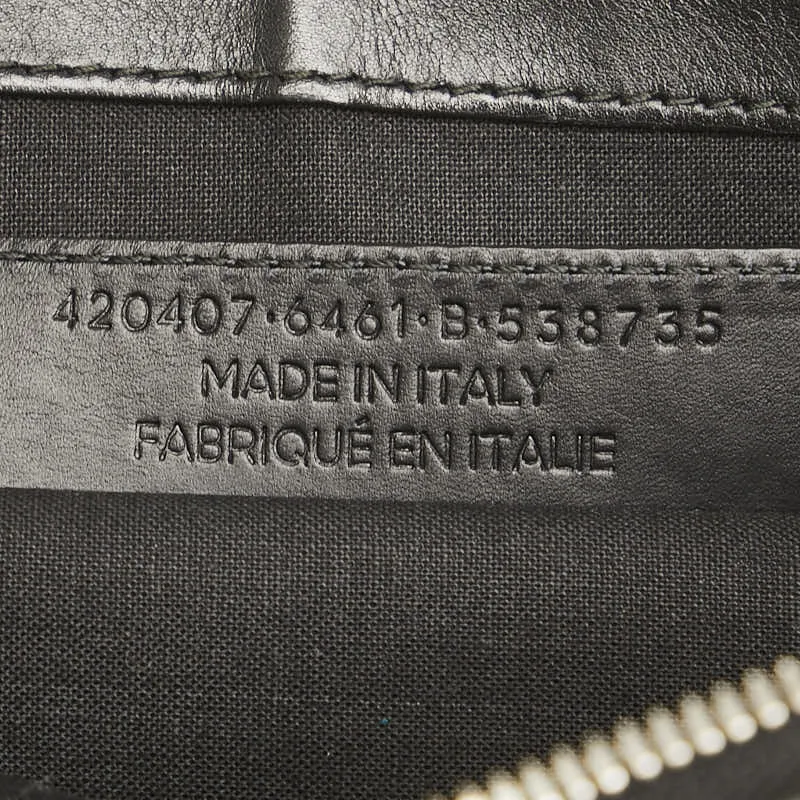 420407·6461·B·538735
MADE IN ITALY
FABRIQUÉ EN ITALIE